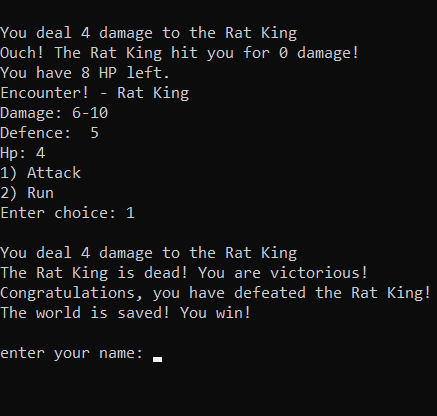 You deal 4 damage to the Rat King
Ouch! The Rat King hit you for 0 damage!
You have 8 HP left.
Encounter! - Rat King
Damage: 6-10
Defence:  5
Hp: 4
1) Attack
2) Run
Enter choice: 1
You deal 4 damage to the Rat King
The Rat King is dead! You are victorious!
Congratulations, you have defeated the Rat King!
The world is saved! You win!
enter your name: